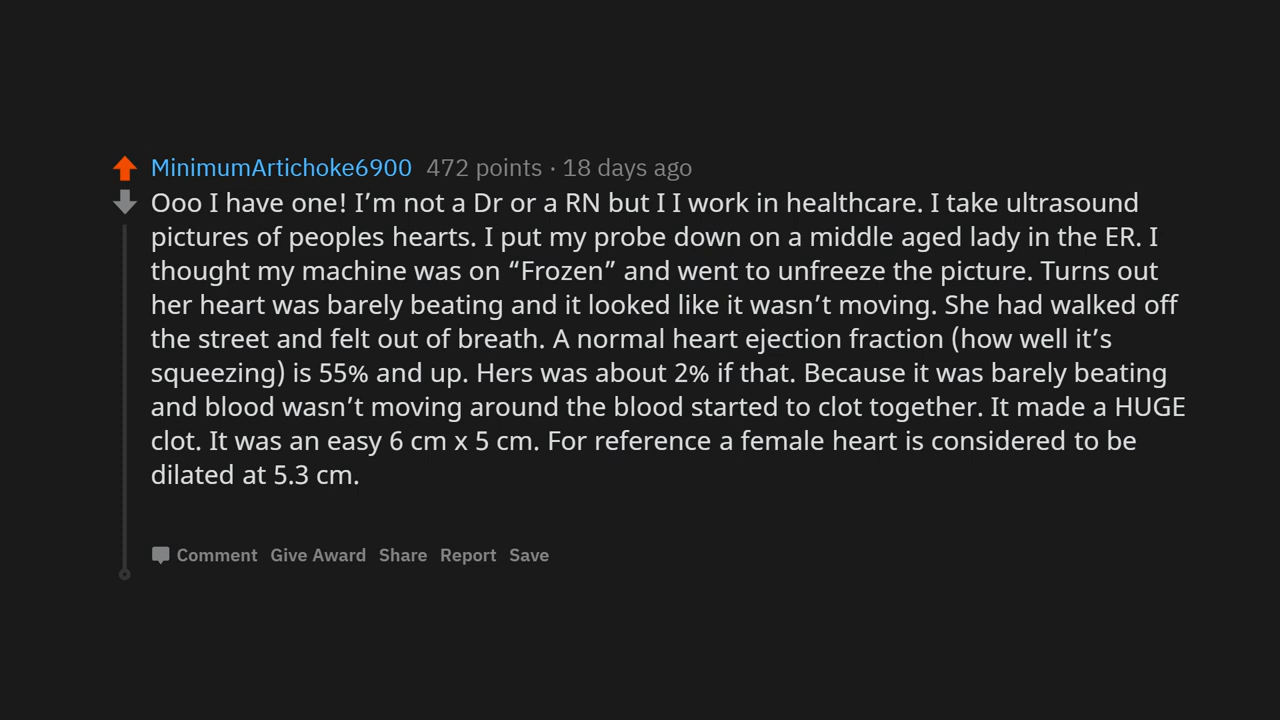 MinimumArtichoke6900 472 points · 18 days ago
Ooo I have one! I’m not a Dr or a RN but I I work in healthcare. I take ultrasound
pictures of peoples hearts. I put my probe down on a middle aged lady in the ER. I
thought my machine was on “Frozen” and went to unfreeze the picture. Turns out
her heart was barely beating and it looked like it wasn’t moving. She had walked off
the street and felt out of breath. A normal heart ejection fraction (how well it’s
squeezing) is 55% and up. Hers was about 2% if that. Because it was barely beating
and blood wasn’t moving around the blood started to clot together. It made a HUGE
clot. It was an easy 6 cm x 5 cm. For reference a female heart is considered to be
dilated at 5.3 cm.
Comment Give Award Share Report Save